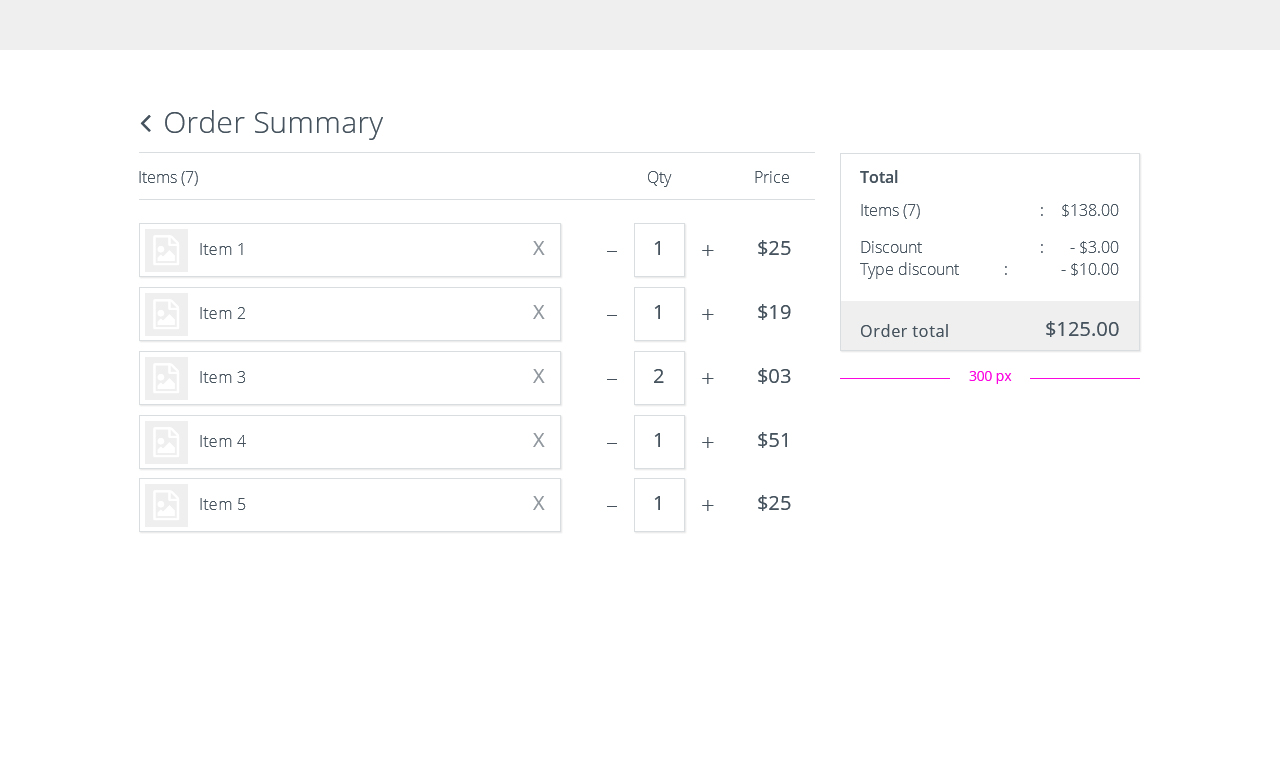 Order Summary
Items (7) Qty Price
Item 1 X – 1 + $25
Item 2 X – 1 + $19
Item 3 X – 2 + $03
Item 4 X – 1 + $51
Item 5 X – 1 + $25
Total
Items (7) : $138.00
Discount : - $3.00
Type discount : - $10.00
Order total $125.00
300 px